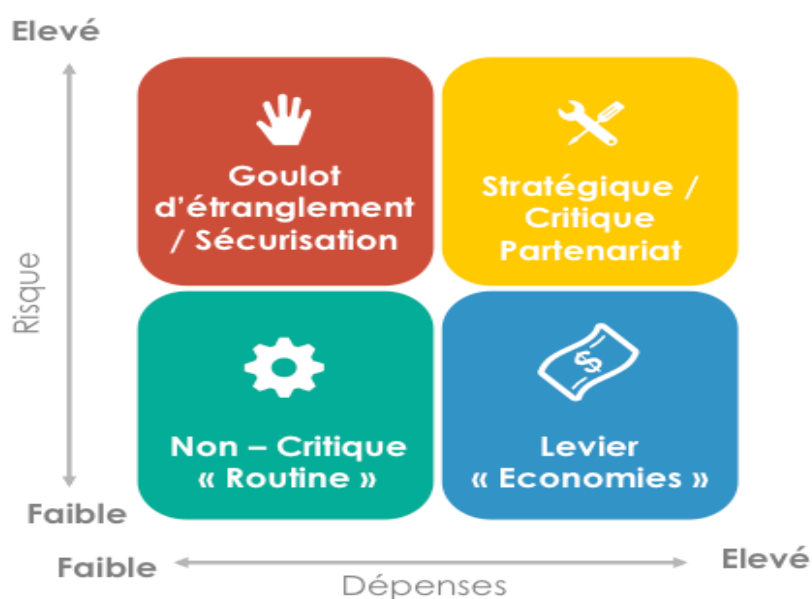 Elevé
Goulot
d'étranglement
/ Sécurisation
Stratégique /
Critique
Partenariat
Risque
Non – Critique
« Routine »
$
Levier
« Economies »
Faible
Faible
Elevé
Dépenses